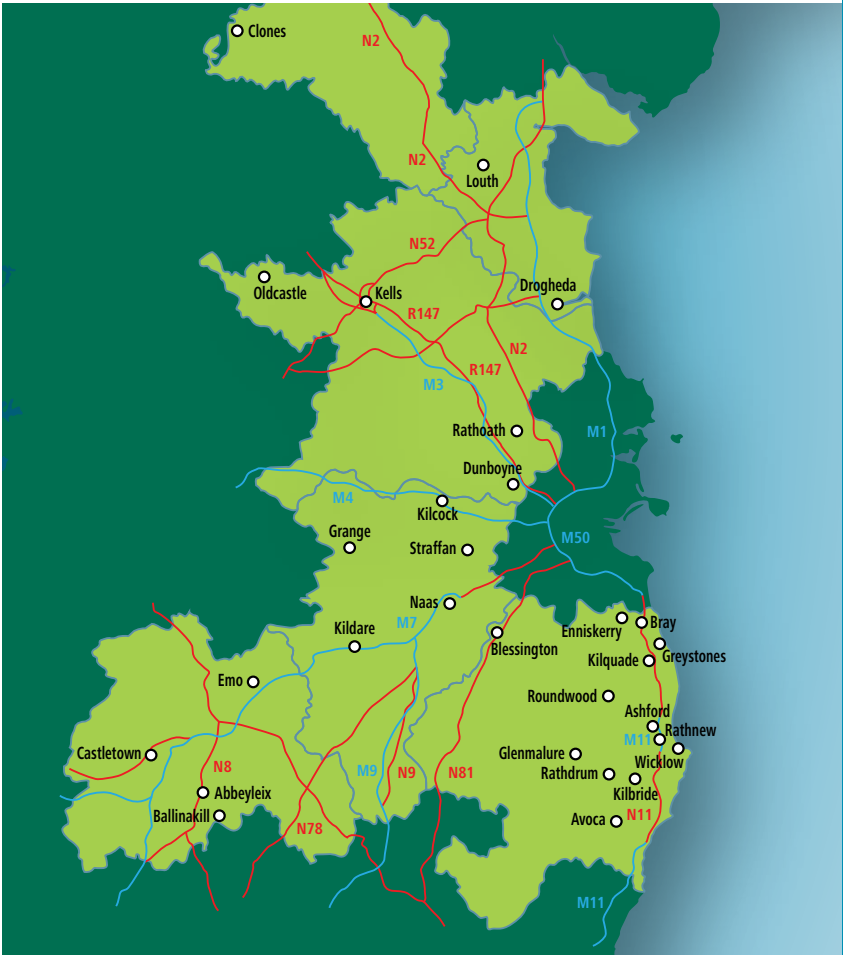 Clones
N2
N2
Louth
N52
Oldcastle
Kells
Drogheda
R147
N2
R147
M3
Rathoath
M1
Dunboyne
M4
Kilcock
Grange
Straffan
M50
Naas
M7
Kildare
Enniskerry
Bray
Blessington
Kilquade
Greystones
Emo
Roundwood
Ashford
Rathnew
M11
Castletown
Glenmalure
Wicklow
N8
M9
N9
N81
Rathdrum
Abbeyleix
Kilbride
Ballinakill
N78
Avoca
N11
M11